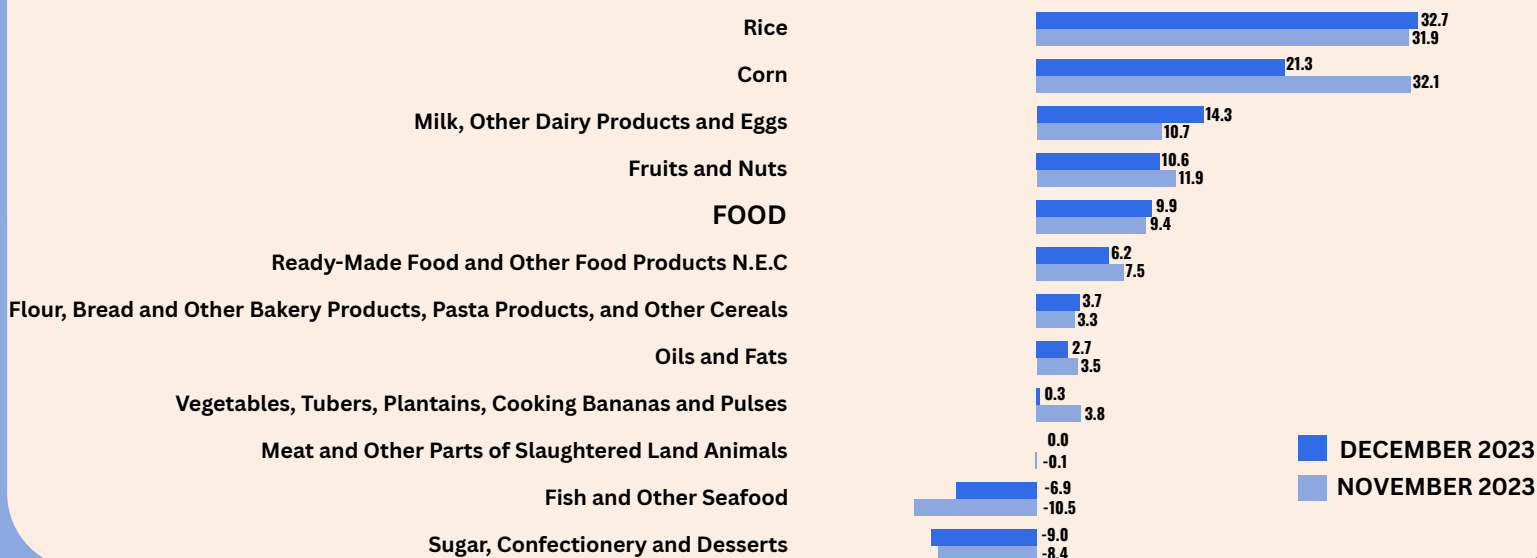 Rice
32.7
31.9
Corn
21.3
32.1
Milk, Other Dairy Products and Eggs
14.3
10.7
Fruits and Nuts
10.6
11.9
FOOD
9.9
9.4
Ready-Made Food and Other Food Products N.E.C
6.2
7.5
Flour, Bread and Other Bakery Products, Pasta Products, and Other Cereals
3.7
3.3
Oils and Fats
2.7
3.5
Vegetables, Tubers, Plantains, Cooking Bananas and Pulses
0.3
3.8
Meat and Other Parts of Slaughtered Land Animals
0.0
-0.1
Fish and Other Seafood
-6.9
-10.5
Sugar, Confectionery and Desserts
-9.0
-8.4
DECEMBER 2023
NOVEMBER 2023